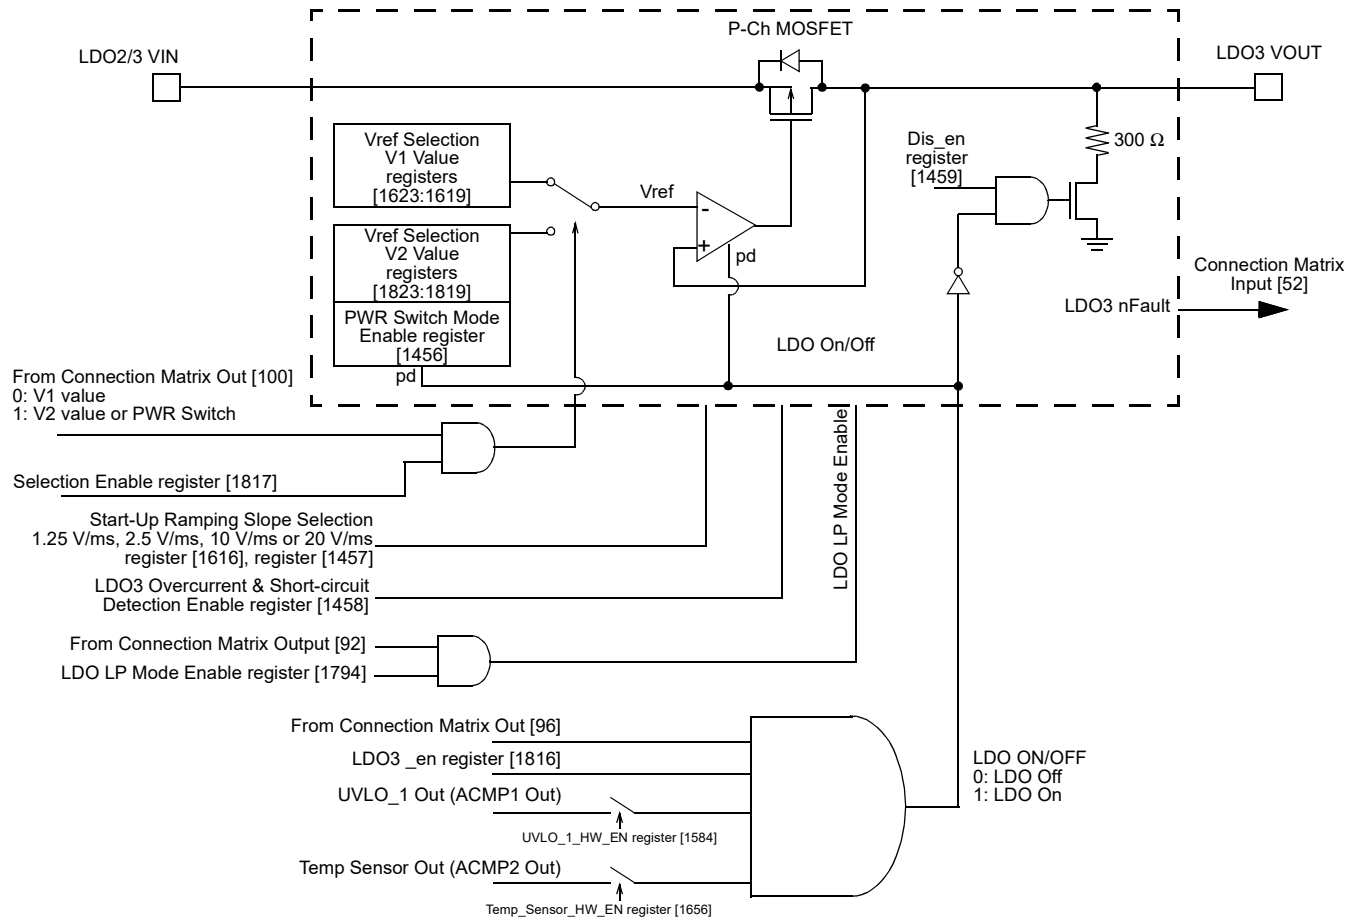 P-Ch MOSFET
LDO2/3 VIN
LDO3 VOUT
Vref Selection
V1 Value
registers
[1623:1619]
Vref
-
+
pd
Dis_en
register
[1459]
300 Ω
Vref Selection
V2 Value
registers
[1823:1819]
PWR Switch Mode
Enable register
[1456]
pd
LDO On/Off
LDO3 nFault
Connection Matrix
Input [52]
From Connection Matrix Out [100]
0: V1 value
1: V2 value or PWR Switch
Selection Enable register [1817]
Start-Up Ramping Slope Selection
1.25 V/ms, 2.5 V/ms, 10 V/ms or 20 V/ms
register [1616], register [1457]
LDO3 Overcurrent & Short-circuit
Detection Enable register [1458]
LDO LP Mode Enable
From Connection Matrix Output [92]
LDO LP Mode Enable register [1794]
From Connection Matrix Out [96]
LDO3 _en register [1816]
UVLO_1 Out (ACMP1 Out)
UVLO_1_HW_EN register [1584]
Temp Sensor Out (ACMP2 Out)
Temp_Sensor_HW_EN register [1656]
LDO ON/OFF
0: LDO Off
1: LDO On